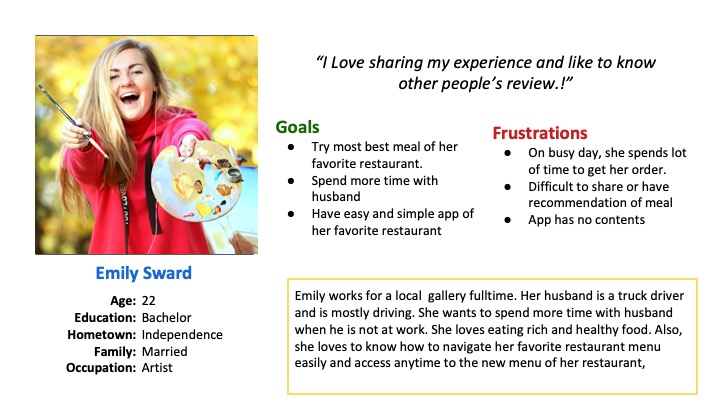 “I Love sharing my experience and like to know
other people’s review.!”
Goals
● Try most best meal of her
favorite restaurant.
● Spend more time with
husband
● Have easy and simple app of
her favorite restaurant
Frustrations
● On busy day, she spends lot
of time to get her order.
● Difficult to share or have
recommendation of meal
● App has no contents
Emily Sward
Age: 22
Education: Bachelor
Hometown: Independence
Family: Married
Occupation: Artist
Emily works for a local  gallery fulltime. Her husband is a truck driver
and is mostly driving. She wants to spend more time with husband
when he is not at work. She loves eating rich and healthy food. Also,
she loves to know how to navigate her favorite restaurant menu
easily and access anytime to the new menu of her restaurant,